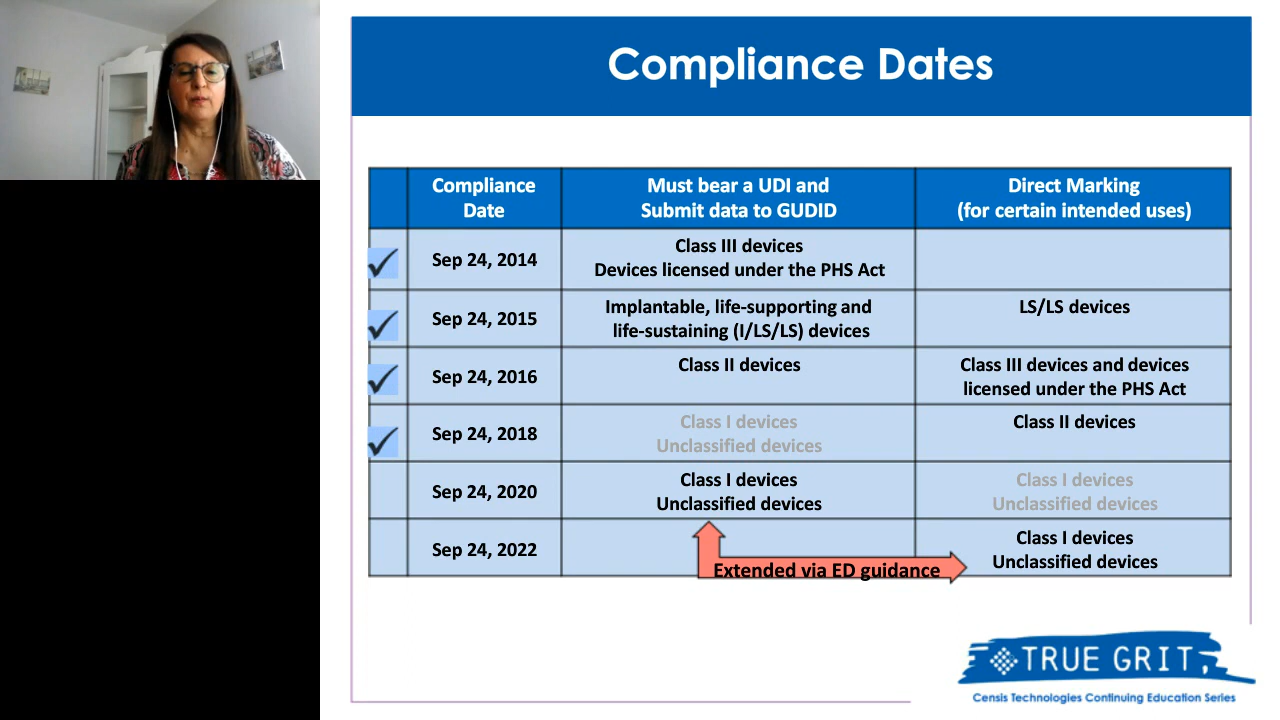 Compliance Dates
Compliance
Date
Must bear a UDI and
Submit data to GUDID
Direct Marking
(for certain intended uses)
Sep 24, 2014
Class III devices
Devices licensed under the PHS Act
Sep 24, 2015
Implantable, life-supporting and
life-sustaining (I/LS/LS) devices
LS/LS devices
Sep 24, 2016
Class II devices
Class III devices and devices
licensed under the PHS Act
Sep 24, 2018
Class I devices
Unclassified devices
Class II devices
Sep 24, 2020
Class I devices
Unclassified devices
Class I devices
Unclassified devices
Sep 24, 2022
Extended via ED guidance
Class I devices
Unclassified devices
TRUE GRIT
Censis Technologies Continuing Education Series